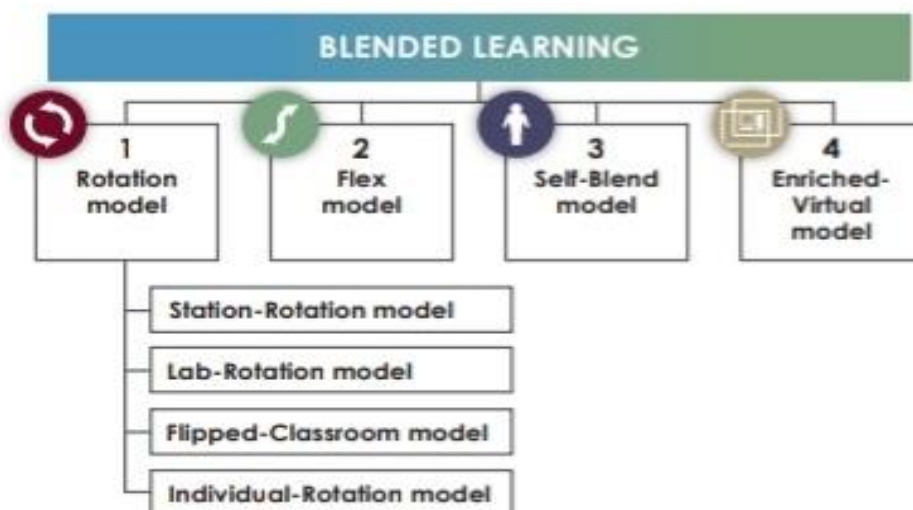 BLENDED LEARNING
1
Rotation
model
2
Flex
model
3
Self-Blend
model
4
Enriched-
Virtual
model
Station-Rotation model
Lab-Rotation model
Flipped-Classroom model
Individual-Rotation model